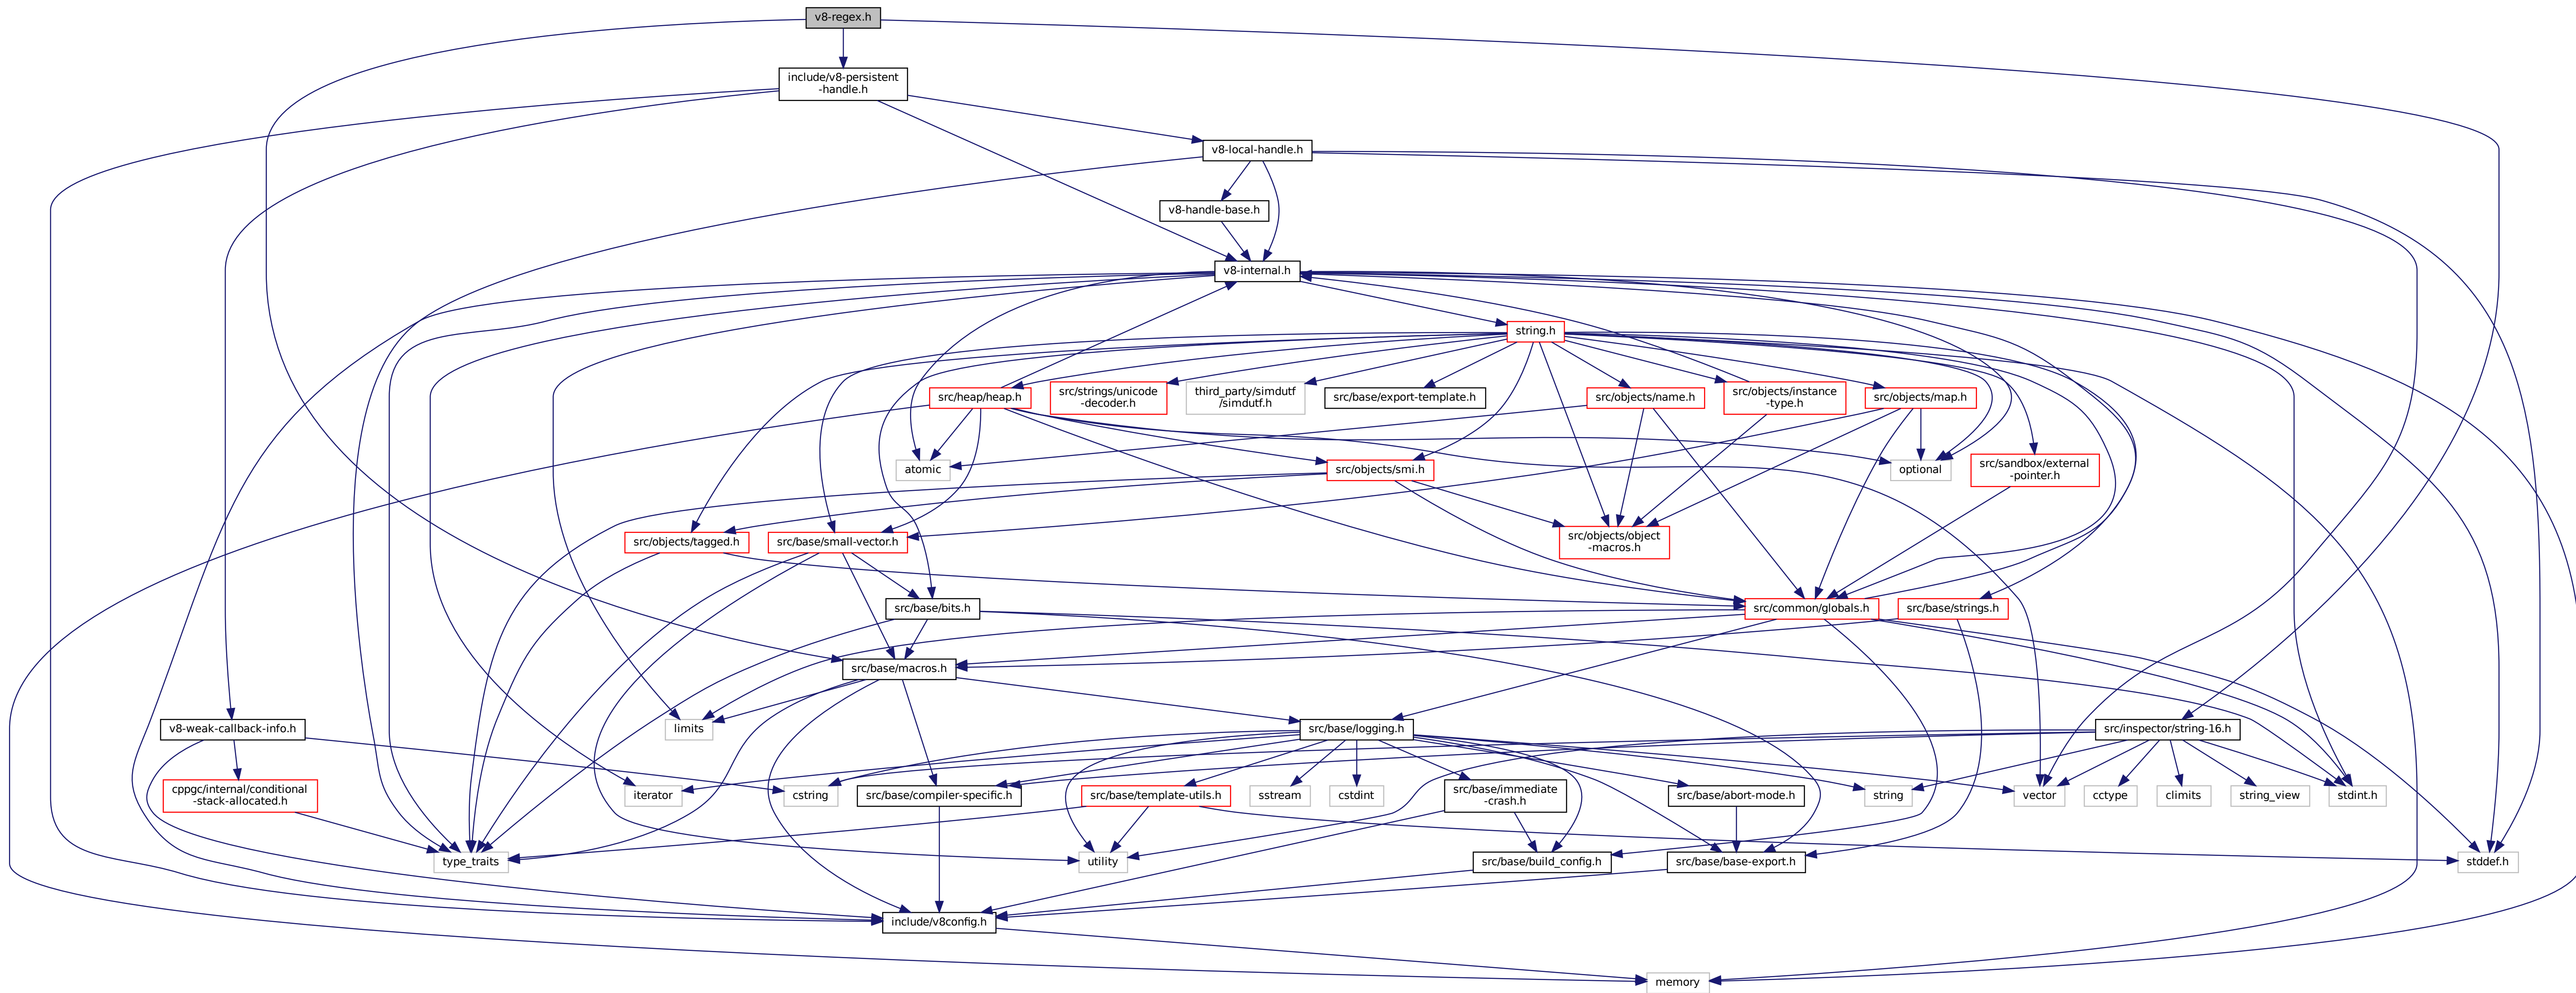 v8-regex.h
include/v8-persistent
-handle.h
v8-local-handle.h
v8-handle-base.h
v8-internal.h
string.h
src/heap/heap.h
src/strings/unicode
-decoder.h
third_party/simdutf
/simdutf.h
src/base/export-template.h
src/objects/name.h
src/objects/instance
-type.h
src/objects/map.h
atomic
src/objects/smi.h
optional
src/sandbox/external
-pointer.h
src/objects/tagged.h
src/base/small-vector.h
src/objects/object
-macros.h
src/base/bits.h
src/common/globals.h
src/base/strings.h
src/base/macros.h
v8-weak-callback-info.h
limits
src/base/logging.h
src/inspector/string-16.h
cppgc/internal/conditional
-stack-allocated.h
iterator
cstring
src/base/compiler-specific.h
src/base/template-utils.h
sstream
cstdint
src/base/immediate
-crash.h
src/base/abort-mode.h
string
vector
cctype
climits
string_view
stdint.h
type_traits
utility
src/base/build_config.h
src/base/base-export.h
stddef.h
include/v8config.h
memory